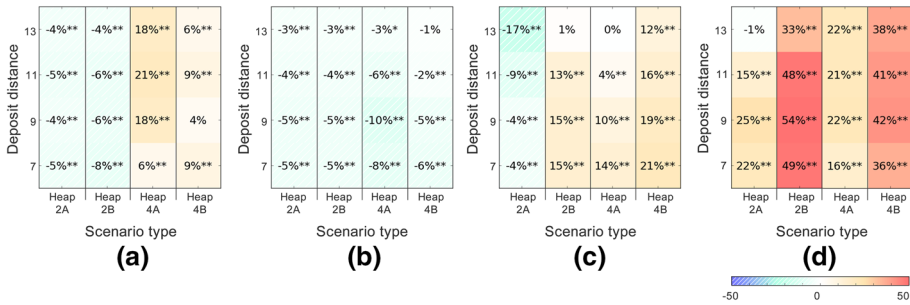 13 -4%** -4%** 18%** 6%** 13 -3%** -3%** -3%* -1% 13 -17%** 1% 0% 12%** 13 -1% 33%** 22%** 38%**
11 -5%** -6%** 21%** 9%** 11 -4%** -4%** -6%** -2%** 11 -9%** 13%** 4%** 16%** 11 15%** 48%** 21%** 41%**
9 -4%** -6%** 18%** 4% 9 -5%** -5%** -10%** -5%** 9 -4%** 15%** 10%** 19%** 9 25%** 54%** 22%** 42%**
7 -5%** -8%** 6%** 9%** 7 -5%** -5%** -8%** -6%** 7 -4%** 15%** 14%** 21%** 7 22%** 49%** 16%** 36%**
Deposit distance Deposit distance Deposit distance Deposit distance
Heap Heap Heap Heap Heap Heap Heap Heap Heap Heap Heap Heap Heap Heap Heap Heap
2A 2B 4A 4B 2A 2B 4A 4B 2A 2B 4A 4B 2A 2B 4A 4B
Scenario type Scenario type Scenario type Scenario type
(a) (b) (c) (d)
-50 0 50